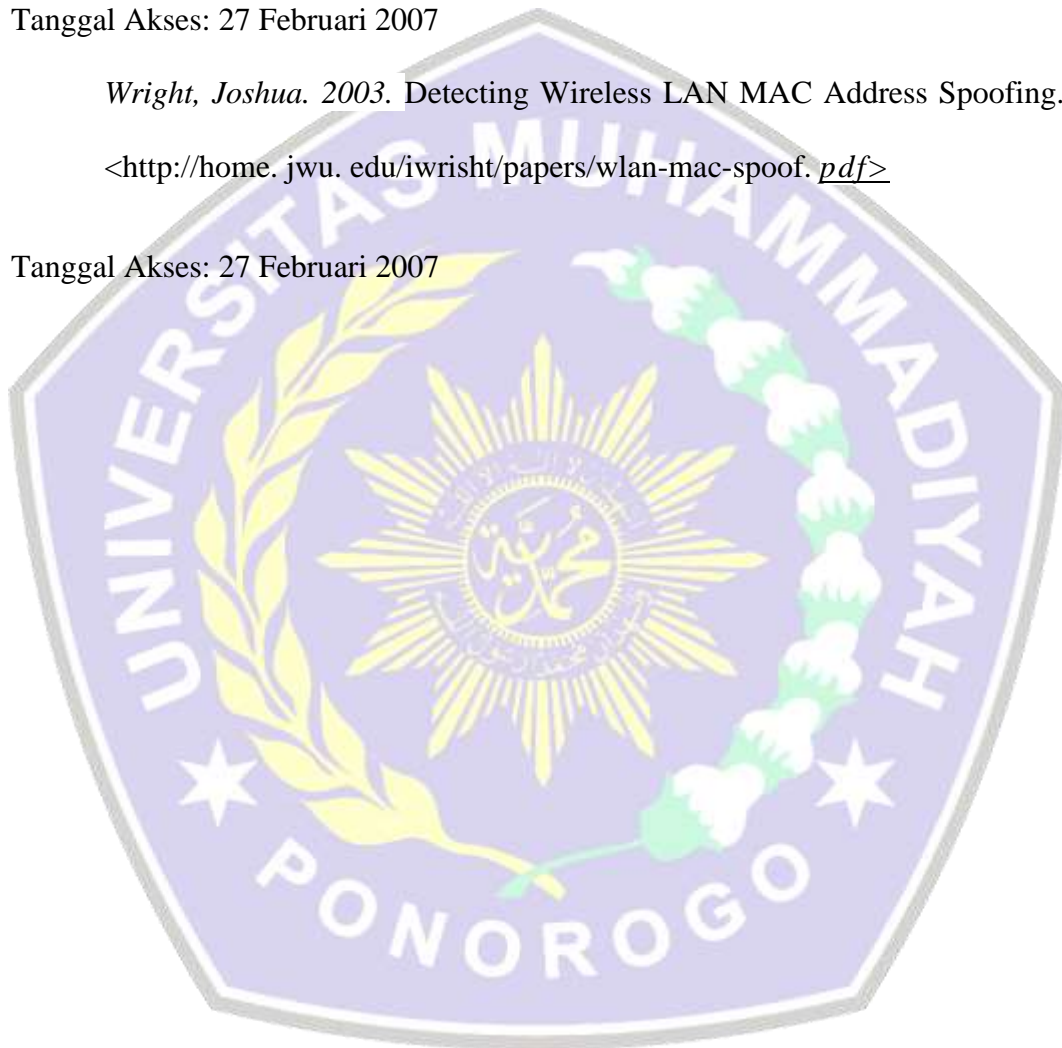 Tanggal Akses: 27 Februari 2007
Wright, Joshua. 2003. Detecting Wireless LAN MAC Address Spoofing.
<http://home. jwu. edu/iwrisht/papers/wlan-mac-spoof. pdf>
Tanggal Akses: 27 Februari 2007
UNIVERSITAS MUHAMMADIYAH
PONOROGO
محمدية